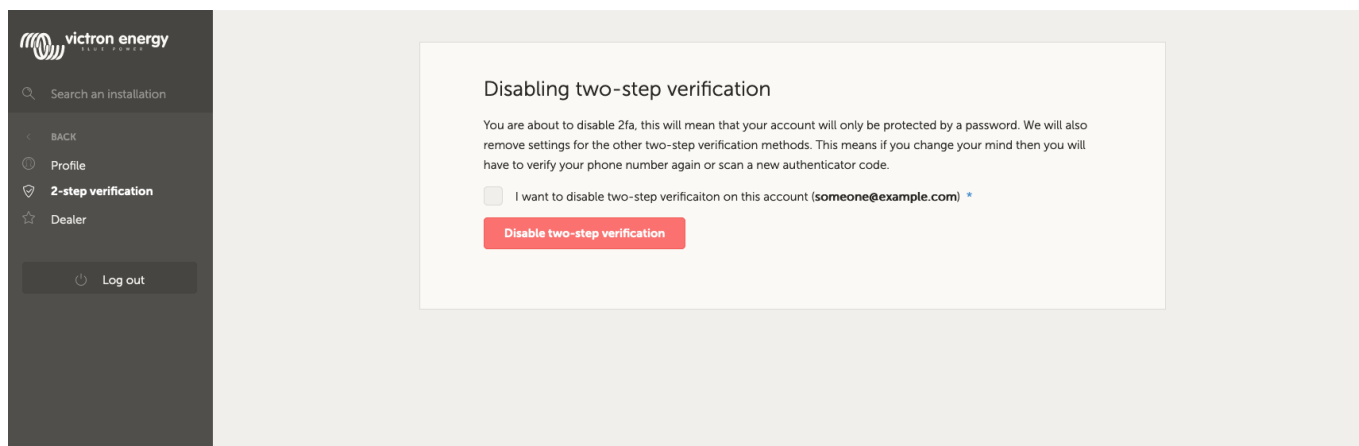 victron energy
BLUE POWER
Search an installation
BACK
Profile
2-step verification
Dealer
Log out
Disabling two-step verification
You are about to disable 2fa, this will mean that your account will only be protected by a password. We will also
remove settings for the other two-step verification methods. This means if you change your mind then you will
have to verify your phone number again or scan a new authenticator code.
I want to disable two-step verificaiton on this account (someone@example.com) *
Disable two-step verification